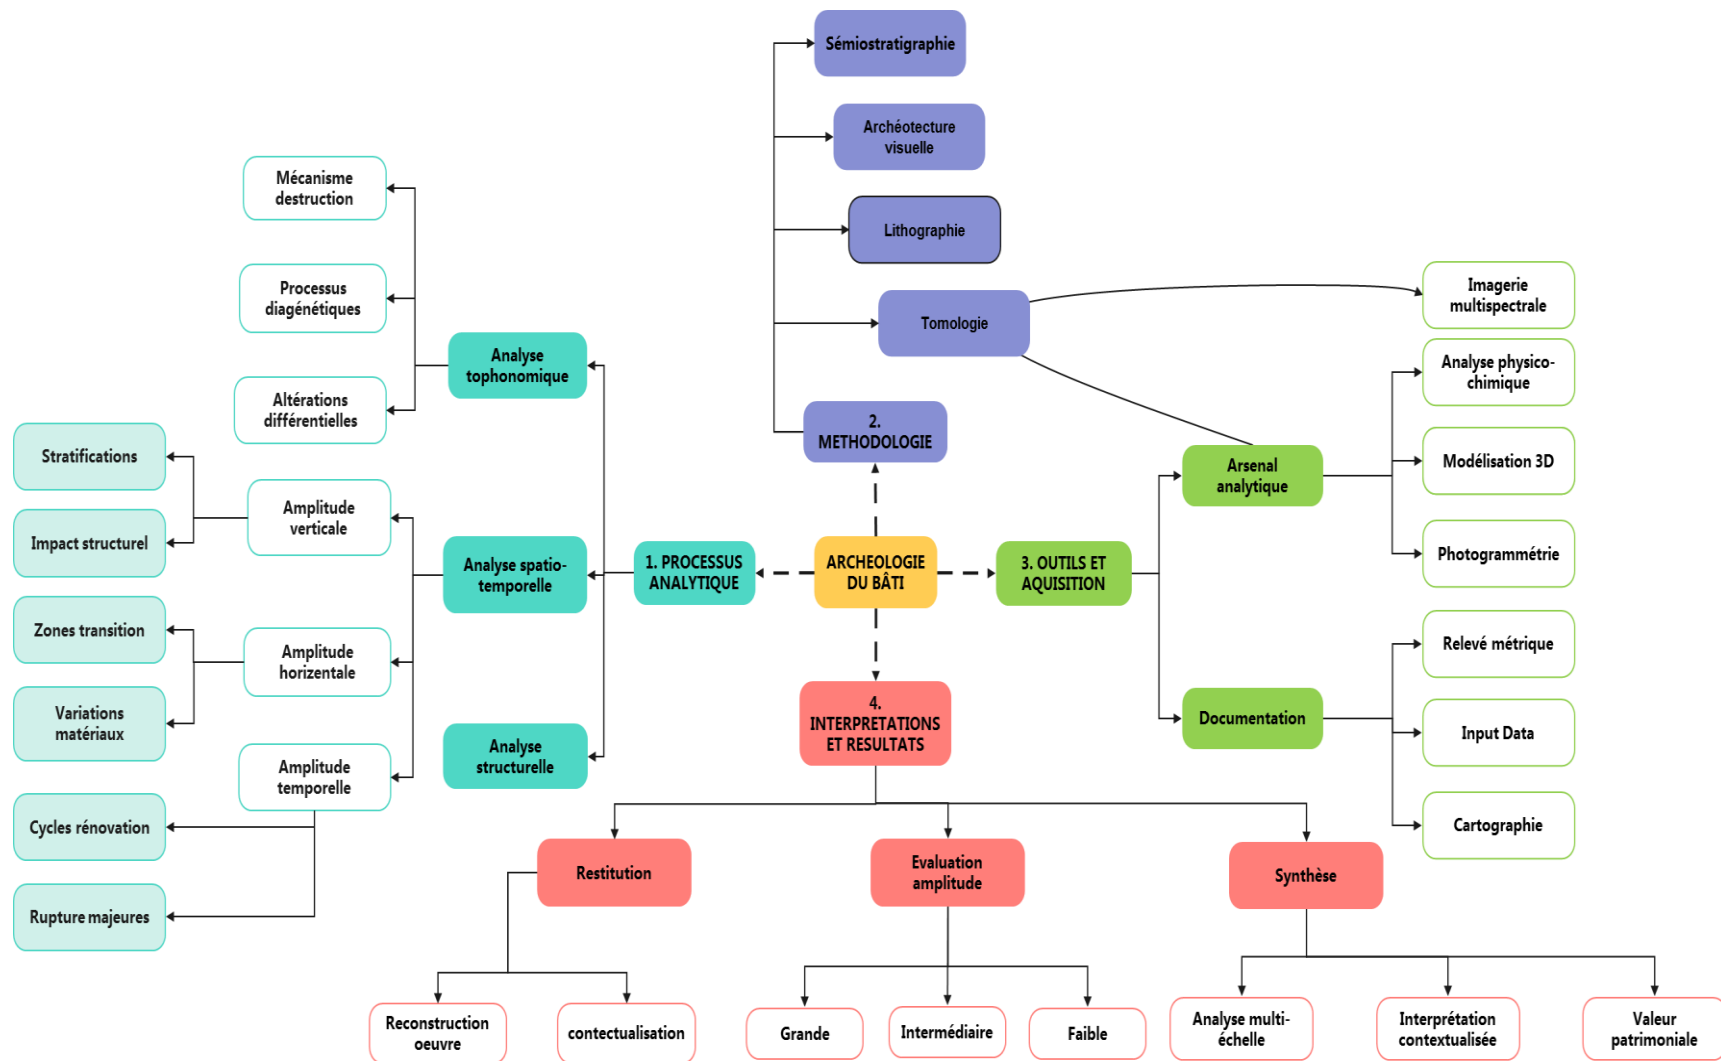 ARCHEOLOGIE
DU BÂTI
1. PROCESSUS
ANALYTIQUE
Analyse
tophonomique
Mécanisme
destruction
Processus
diagénétiques
Altérations
différentielles
Analyse spatio-
temporelle
Amplitude
verticale
Stratifications
Impact structurel
Amplitude
horizontale
Zones transition
Variations
matériaux
Amplitude
temporelle
Cycles rénovation
Rupture majeures
Analyse
structurelle
2.
METHODOLOGIE
Sémiostratigraphie
Archéotecture
visuelle
Lithographie
Tomologie
3. OUTILS ET
AQUISITION
Arsenal
analytique
Imagerie
multispectrale
Analyse physico-
chimique
Modélisation 3D
Photogrammétrie
Documentation
Relevé métrique
Input Data
Cartographie
4.
INTERPRETATIONS
ET RESULTATS
Restitution
Reconstruction
oeuvre
contectualisation
Evaluation
amplitude
Grande
Intermédiaire
Faible
Synthèse
Analyse multi-
échelle
Interprétation
contextualisée
Valeur
patrimoniale